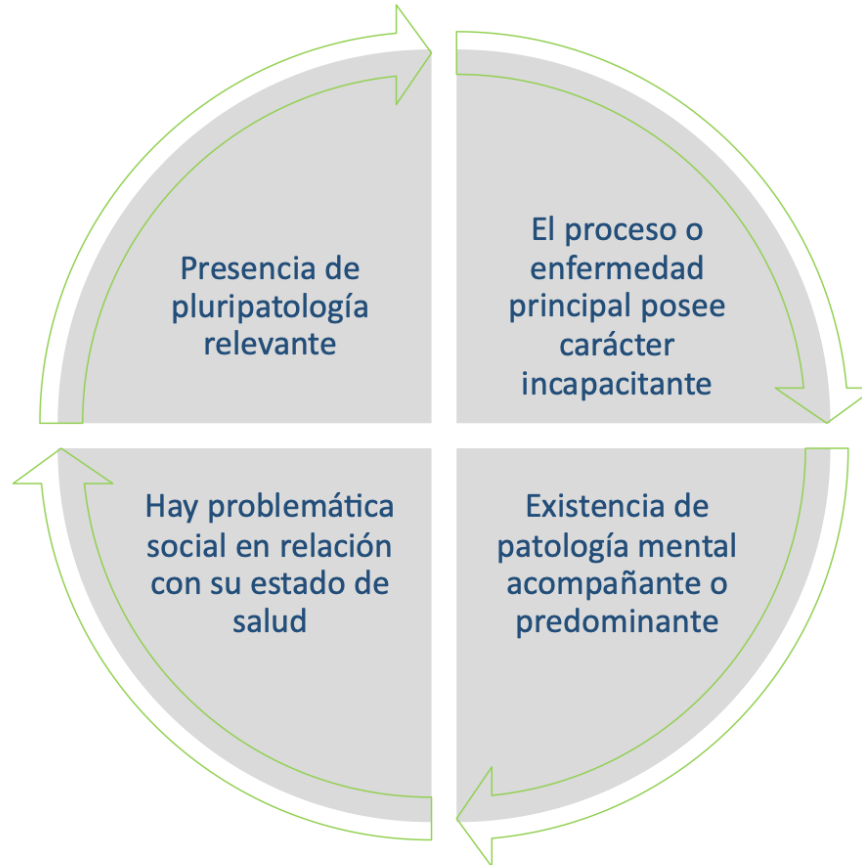 Presencia de
pluripatología
relevante
El proceso o
enfermedad
principal posee
carácter
incapacitante
Hay problemática
social en relación
con su estado de
salud
Existencia de
patología mental
acompañante o
predominante